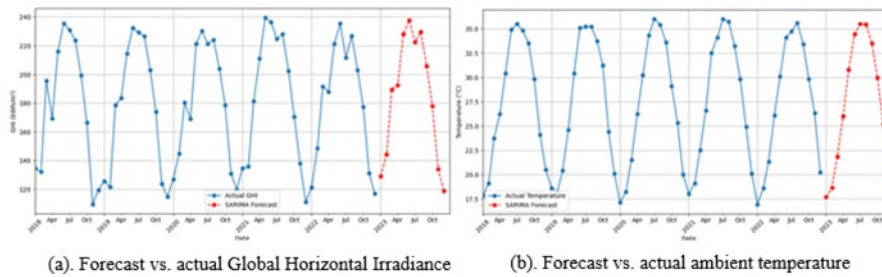 240
220
200
180
160
140
120
GHI (kWh/m²)
Actual GHI
SARIMA Forecast
2018 Apr Jul Oct 2019 Apr Jul Oct 2020 Apr Jul Oct 2021 Apr Jul Oct 2022 Apr Jul Oct 2023 Apr Jul Oct
Date
(a). Forecast vs. actual Global Horizontal Irradiance
35.0
32.5
30.0
27.5
25.0
22.5
20.0
17.5
Temperature (°C)
Actual Temperature
SARIMA Forecast
2018 Apr Jul Oct 2019 Apr Jul Oct 2020 Apr Jul Oct 2021 Apr Jul Oct 2022 Apr Jul Oct 2023 Apr Jul Oct
Date
(b). Forecast vs. actual ambient temperature